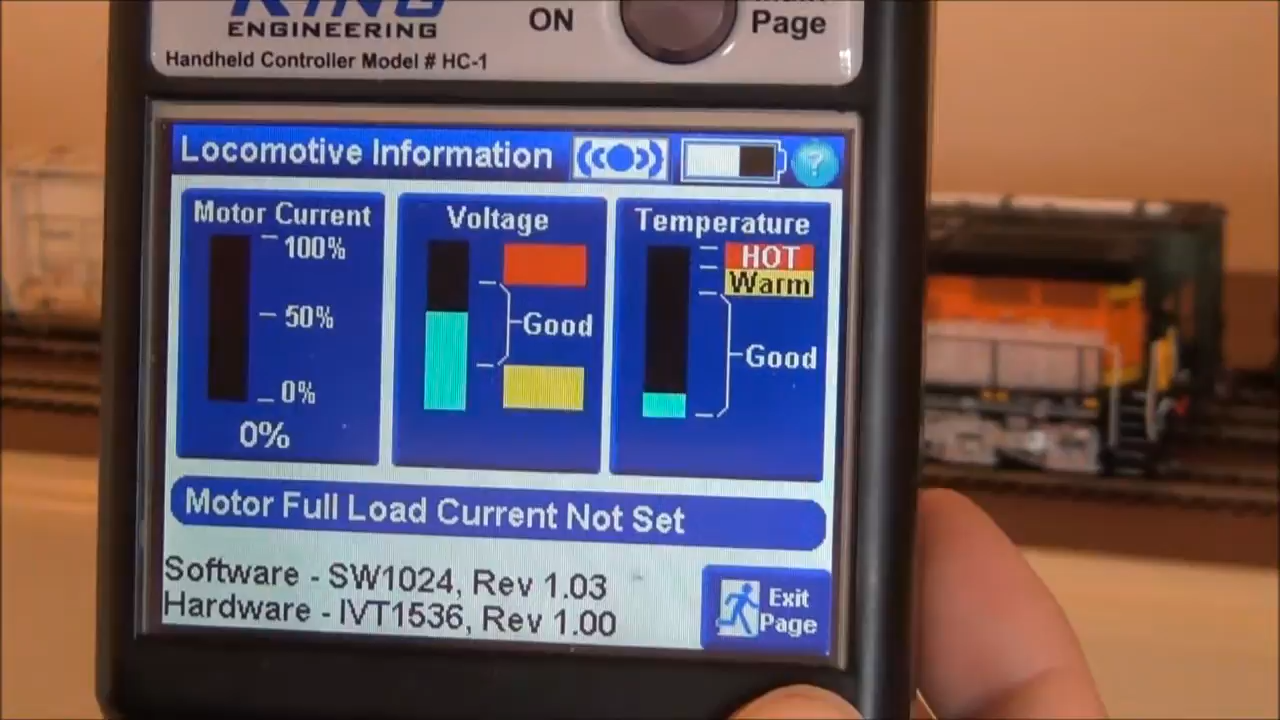 ENGINEERING
ON
Page
Handheld Controller Model # HC-1
Locomotive Information
?
Motor Current
100%
50%
0%
0%
Voltage
Good
Temperature
HOT
Warm
Good
Motor Full Load Current Not Set
Software - SW1024, Rev 1.03
Hardware - IVT1536, Rev 1.00
Exit
Page